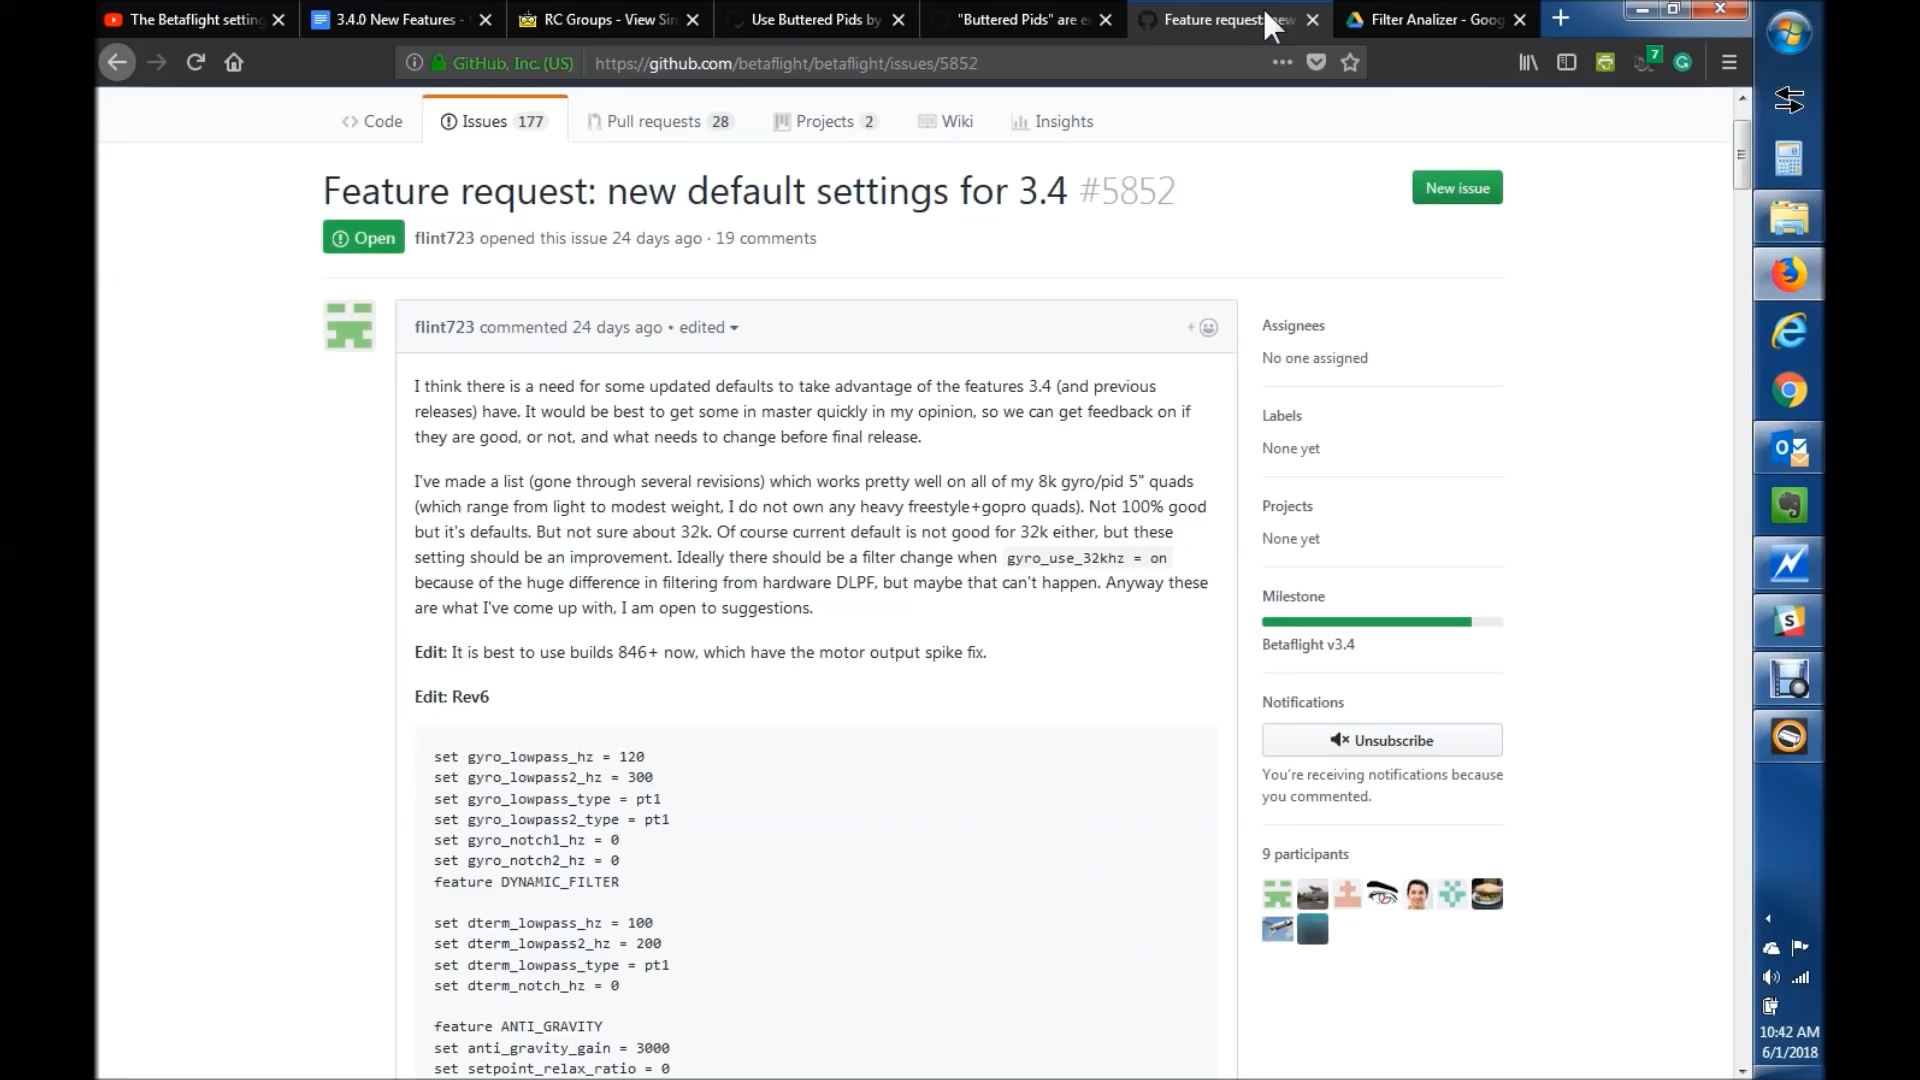 The Betaflight setting
3.4.0 New Features -
RC Groups - View Sin
Use Buttered Pids by
"Buttered Pids" are e
Feature request: new
Filter Analizer - Goog
GitHub, Inc. (US)
https://github.com/betaflight/betaflight/issues/5852
7
Code
Issues 177
Pull requests 28
Projects 2
Wiki
Insights
Feature request: new default settings for 3.4 #5852
New issue
Open
flint723 opened this issue 24 days ago · 19 comments
flint723 commented 24 days ago • edited
I think there is a need for some updated defaults to take advantage of the features 3.4 (and previous
releases) have. It would be best to get some in master quickly in my opinion, so we can get feedback on if
they are good, or not, and what needs to change before final release.
I've made a list (gone through several revisions) which works pretty well on all of my 8k gyro/pid 5" quads
(which range from light to modest weight, I do not own any heavy freestyle+gopro quads). Not 100% good
but it's defaults. But not sure about 32k. Of course current default is not good for 32k either, but these
setting should be an improvement. Ideally there should be a filter change when gyro_use_32khz = on
because of the huge difference in filtering from hardware DLPF, but maybe that can't happen. Anyway these
are what I've come up with, I am open to suggestions.
Edit: It is best to use builds 846+ now, which have the motor output spike fix.
Edit: Rev6
set gyro_lowpass_hz = 120
set gyro_lowpass2_hz = 300
set gyro_lowpass_type = pt1
set gyro_lowpass2_type = pt1
set gyro_notch1_hz = 0
set gyro_notch2_hz = 0
feature DYNAMIC_FILTER
set dterm_lowpass_hz = 100
set dterm_lowpass2_hz = 200
set dterm_lowpass_type = pt1
set dterm_notch_hz = 0
feature ANTI_GRAVITY
set anti_gravity_gain = 3000
set setpoint_relax_ratio = 0
Assignees
No one assigned
Labels
None yet
Projects
None yet
Milestone
Betaflight v3.4
Notifications
Unsubscribe
You're receiving notifications because
you commented.
9 participants
10:42 AM
6/1/2018